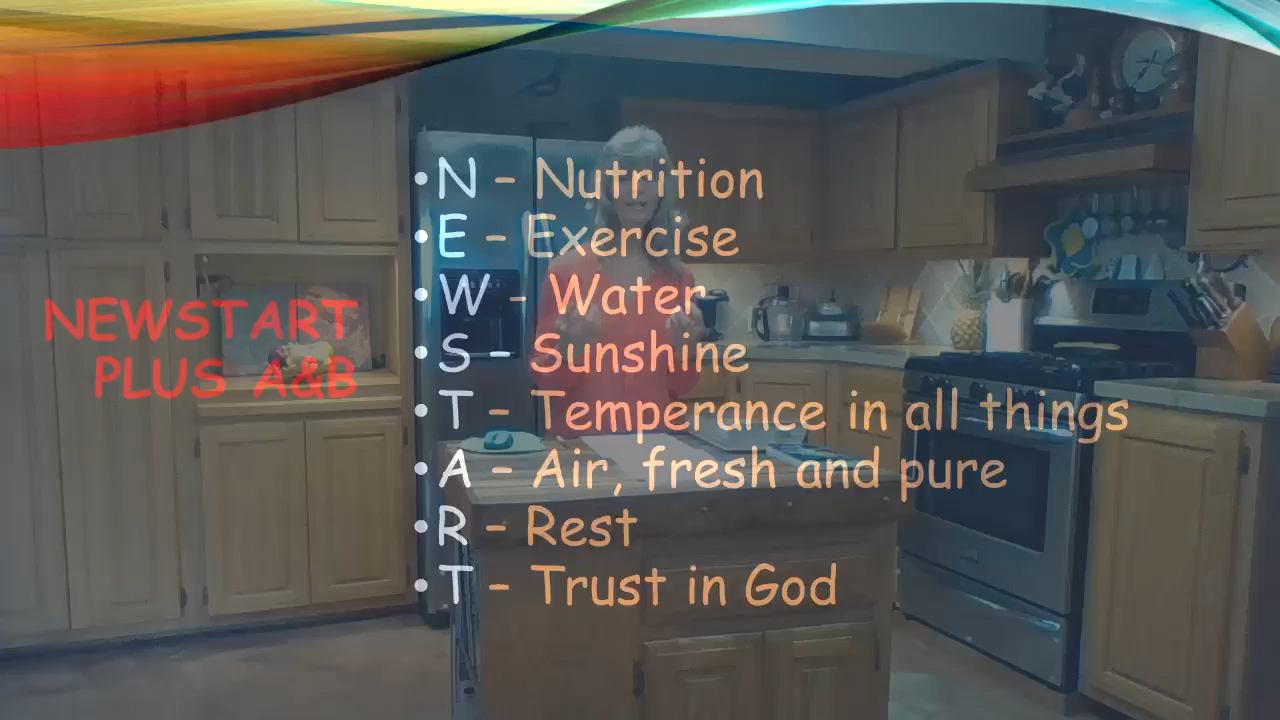 NEWSTART
PLUS A&B
•N – Nutrition
•E – Exercise
•W – Water
•S – Sunshine
•T – Temperance in all things
•A – Air, fresh and pure
•R – Rest
•T – Trust in God